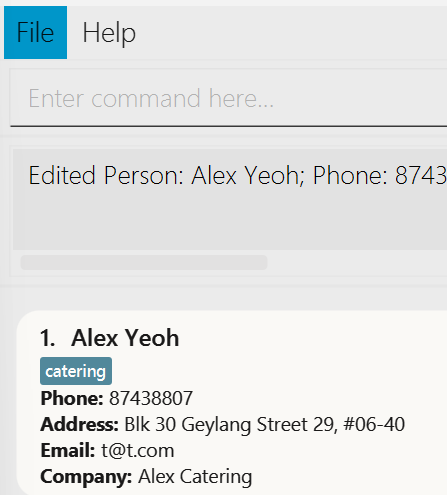 File Help
Enter command here...
Edited Person: Alex Yeoh; Phone: 8743
1. Alex Yeoh
catering
Phone: 87438807
Address: Blk 30 Geylang Street 29, #06-40
Email: t@t.com
Company: Alex Catering